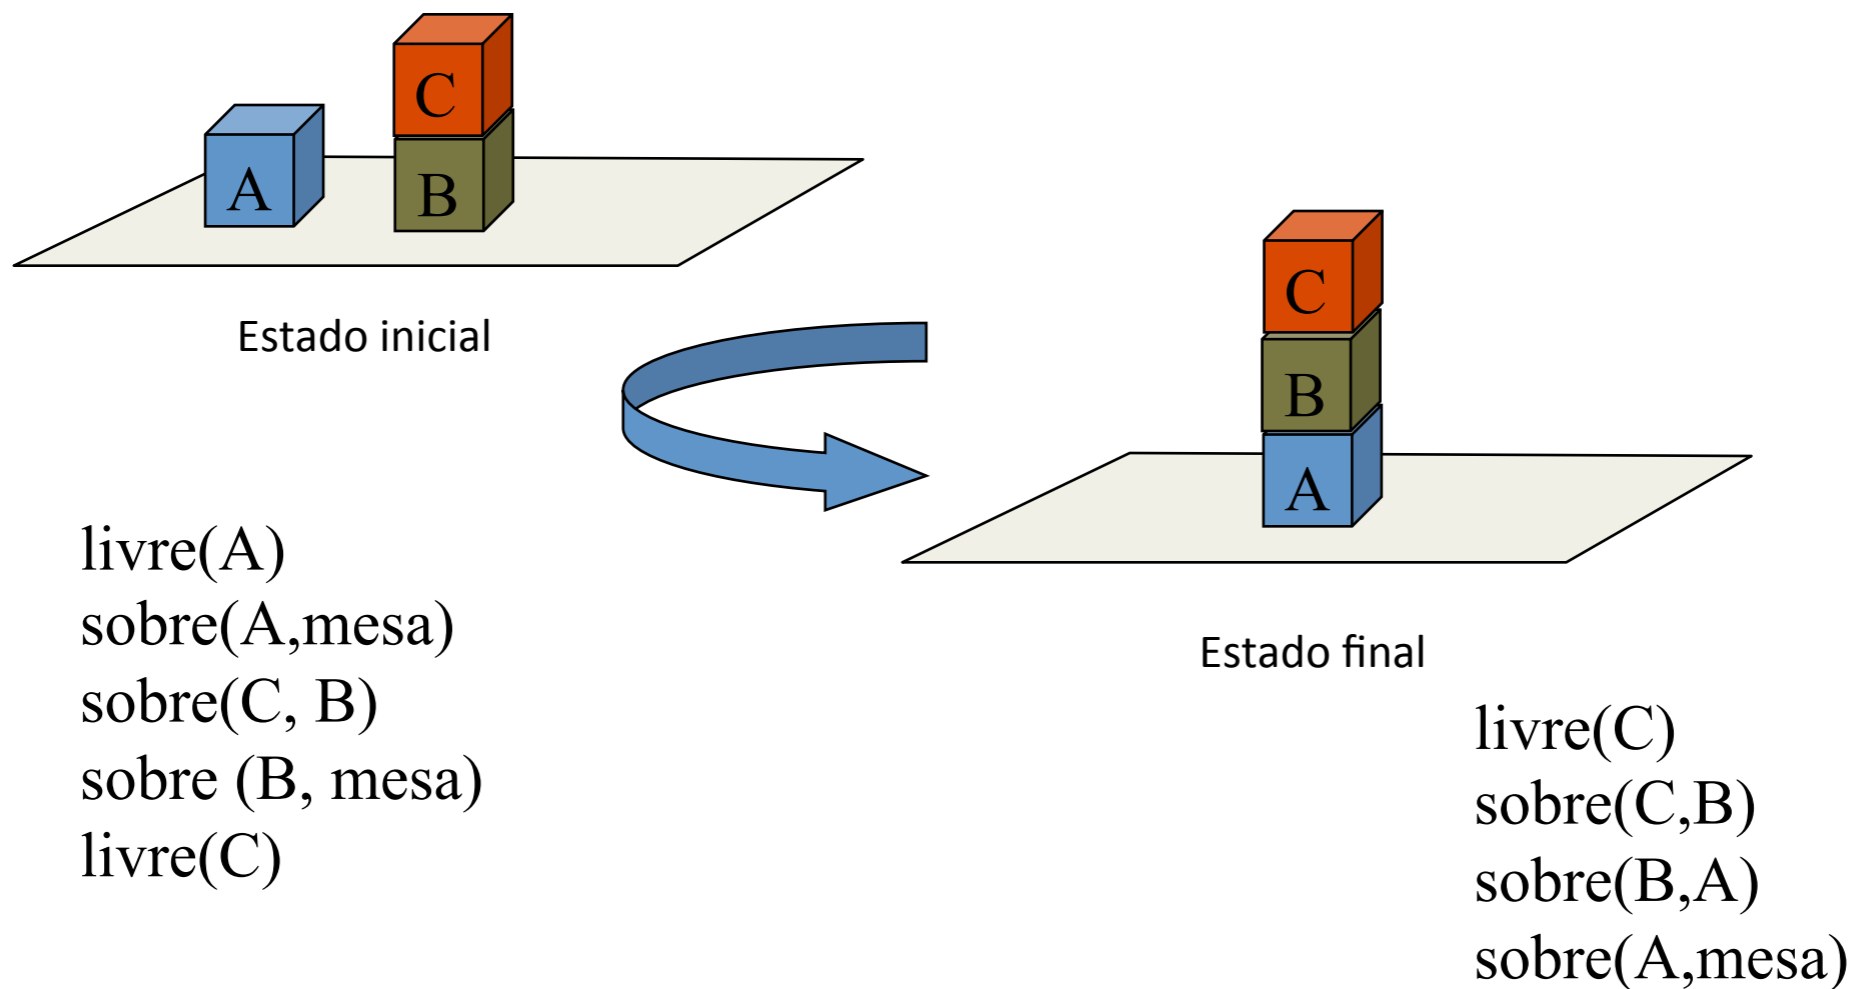 C
A
B
Estado inicial
C
B
A
livre(A)
sobre(A,mesa)
sobre(C, B)
sobre (B, mesa)
livre(C)
Estado final
livre(C)
sobre(C,B)
sobre(B,A)
sobre(A,mesa)